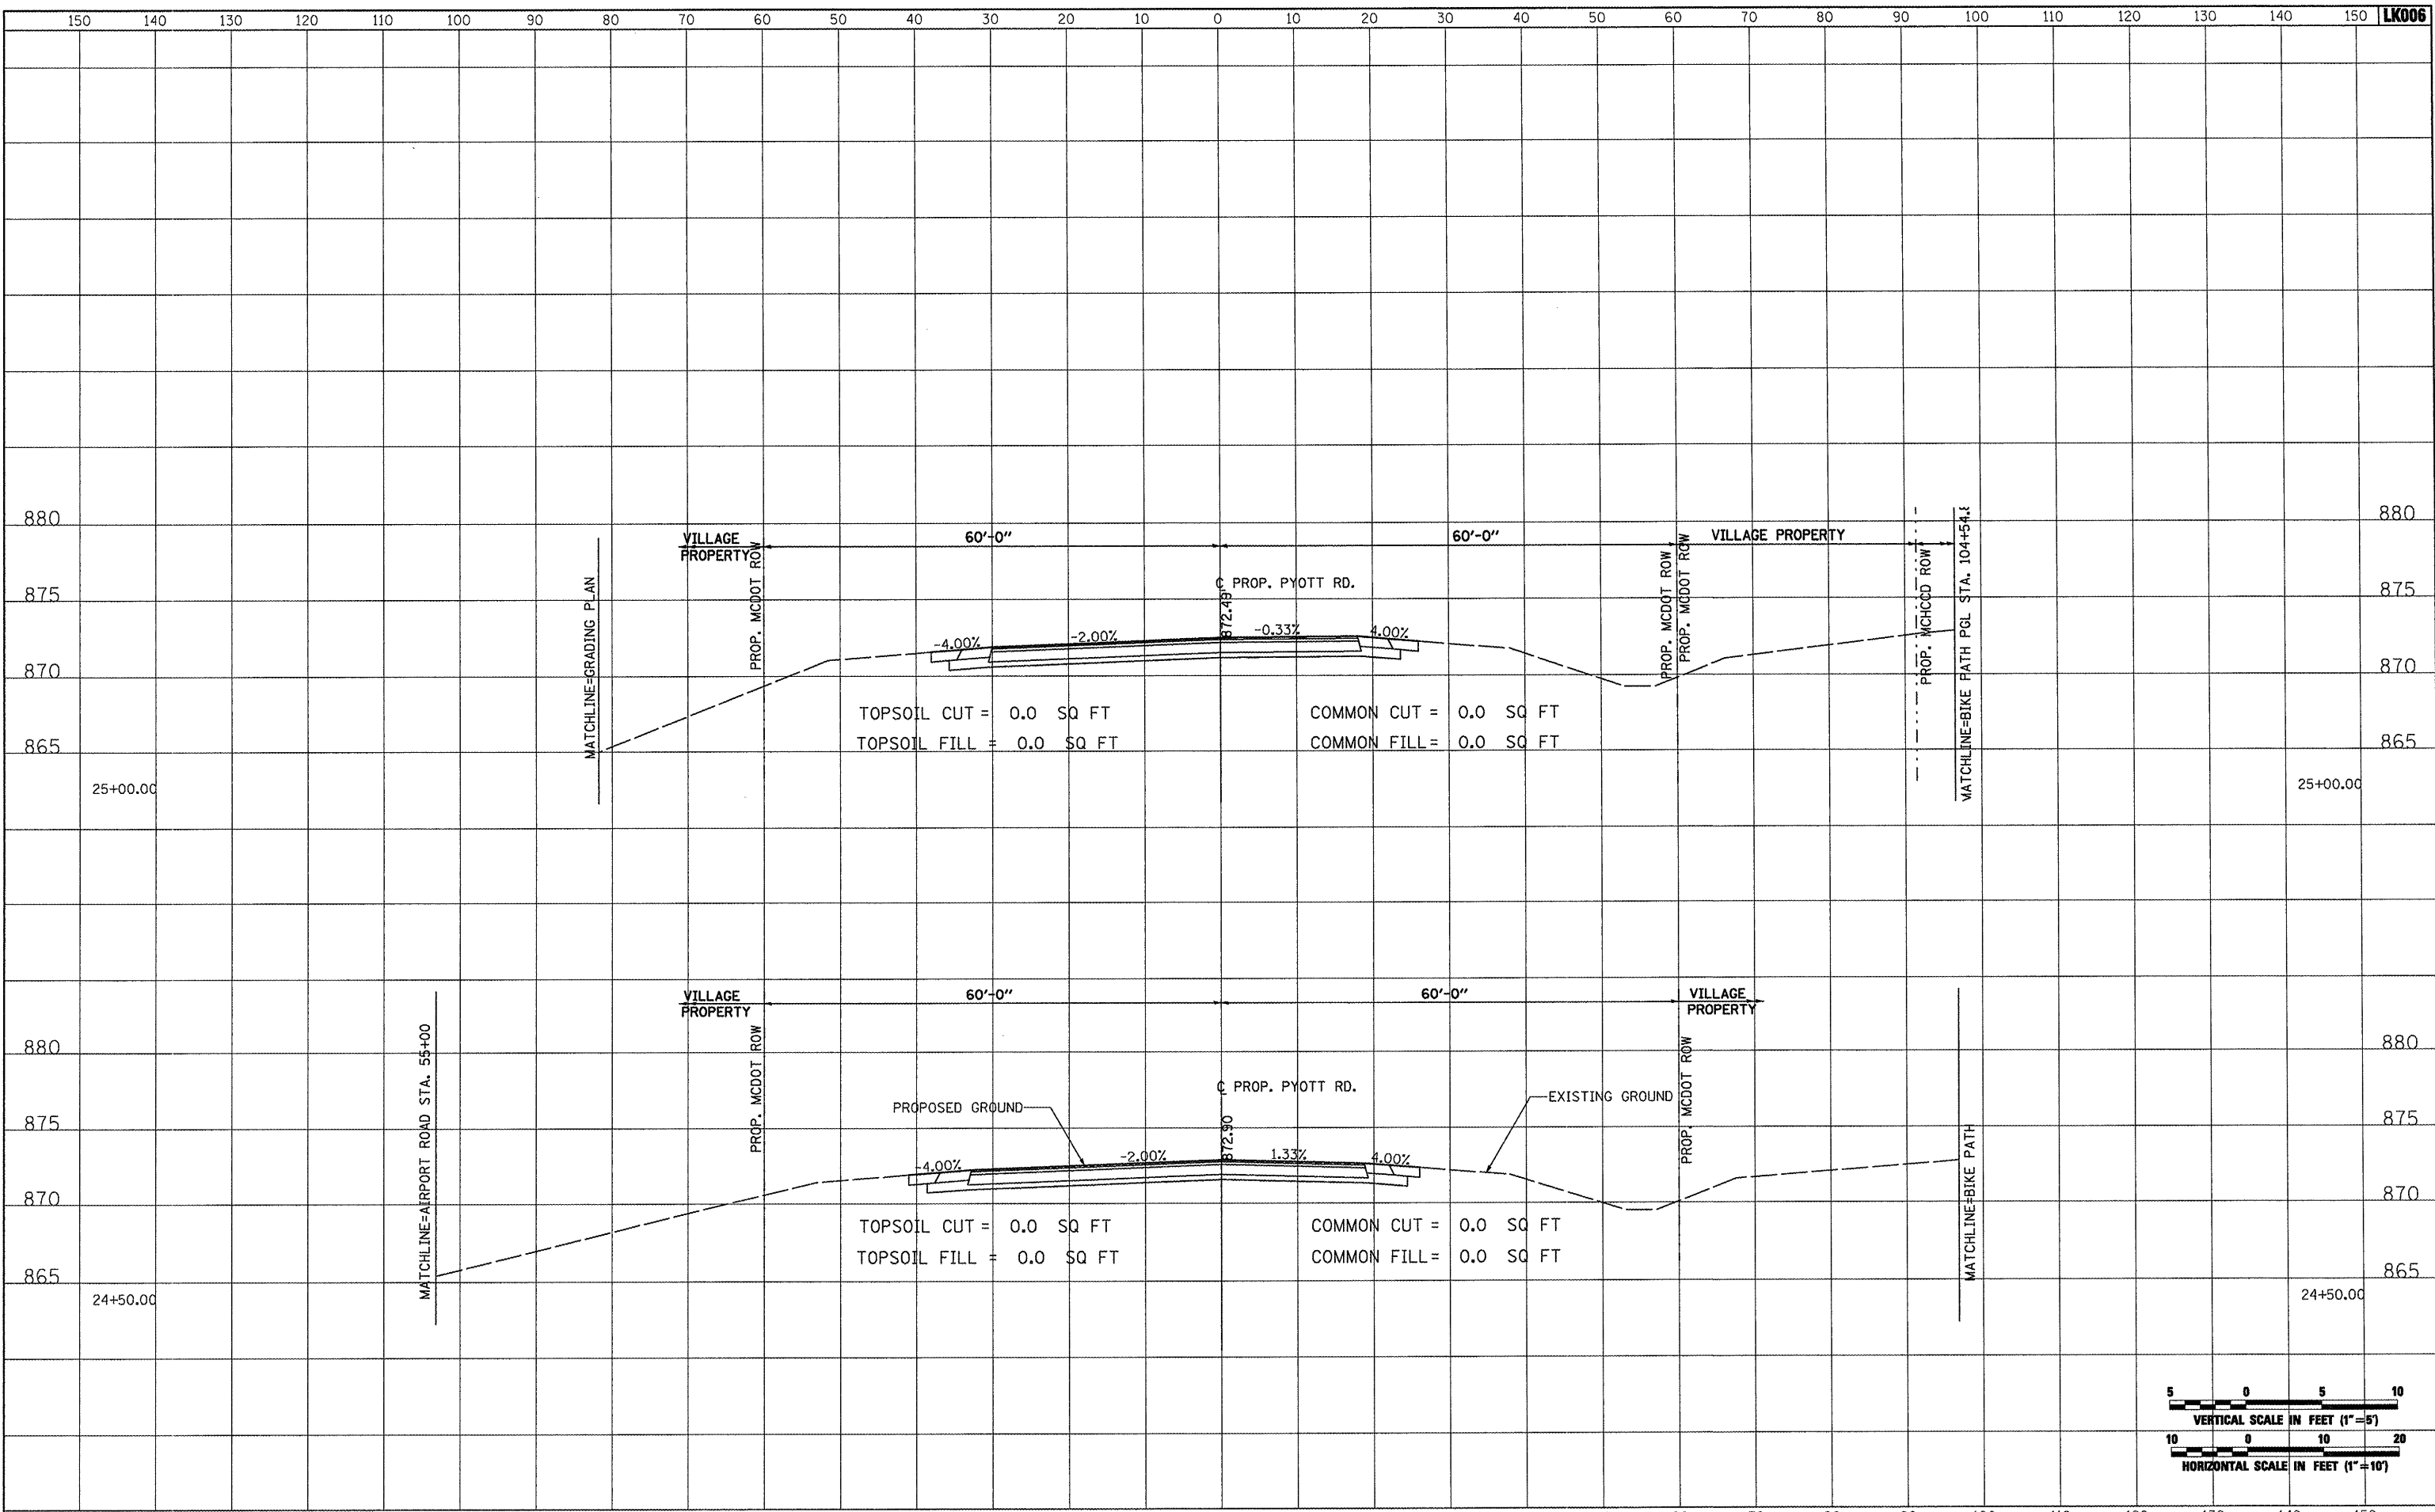 150 140 130 120 110 100 90 80 70 60 50 40 30 20 10 0 10 20 30 40 50 60 70 80 90 100 110 120 130 140 150 LK006
880 880
VILLAGE PROPERTY
60'-0"
60'-0"
VILLAGE PROPERTY
875 875
MATCHLINE=GRADING PLAN
PROP. MCDOT ROW
℄ PROP. PYOTT RD.
872.49'
PROP. MCDOT ROW
PROP. MCDOT ROW
PROP. MCHCCD ROW
MATCHLINE=BIKE PATH PGL STA. 104+54.
-4.00% -2.00% -0.33% 4.00%
870 870
TOPSOIL CUT = 0.0 SQ FT COMMON CUT = 0.0 SQ FT
TOPSOIL FILL = 0.0 SQ FT COMMON FILL= 0.0 SQ FT
865 865
25+00.00 25+00.00
VILLAGE PROPERTY
60'-0"
60'-0"
VILLAGE PROPERTY
880 880
MATCHLINE=AIRPORT ROAD STA. 55+00
PROP. MCDOT ROW
℄ PROP. PYOTT RD.
872.90
PROP. MCDOT ROW
MATCHLINE=BIKE PATH
PROPOSED GROUND
EXISTING GROUND
875 875
-4.00% -2.00% 1.33% 4.00%
870 870
TOPSOIL CUT = 0.0 SQ FT COMMON CUT = 0.0 SQ FT
TOPSOIL FILL = 0.0 SQ FT COMMON FILL= 0.0 SQ FT
865 865
24+50.00 24+50.00
5 0 5 10
VERTICAL SCALE IN FEET (1"=5')
10 0 10 20
HORIZONTAL SCALE IN FEET (1"=10')